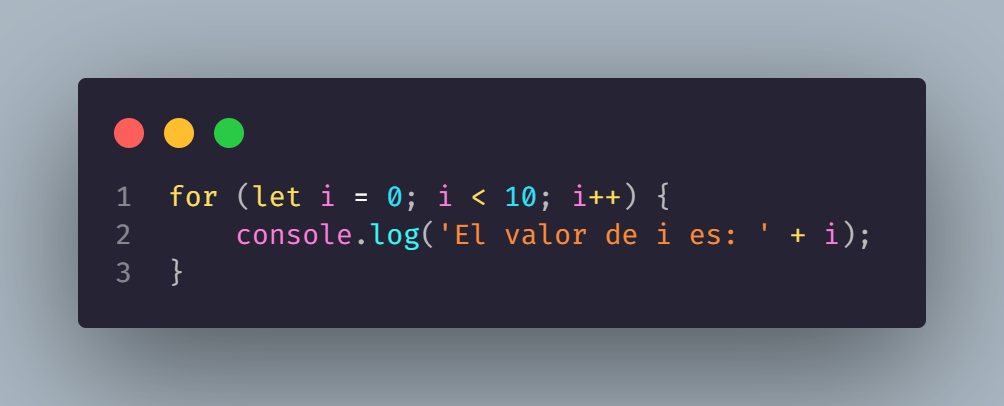 1 for (let i = 0; i < 10; i++) {
2     console.log('El valor de i es: ' + i);
3 }